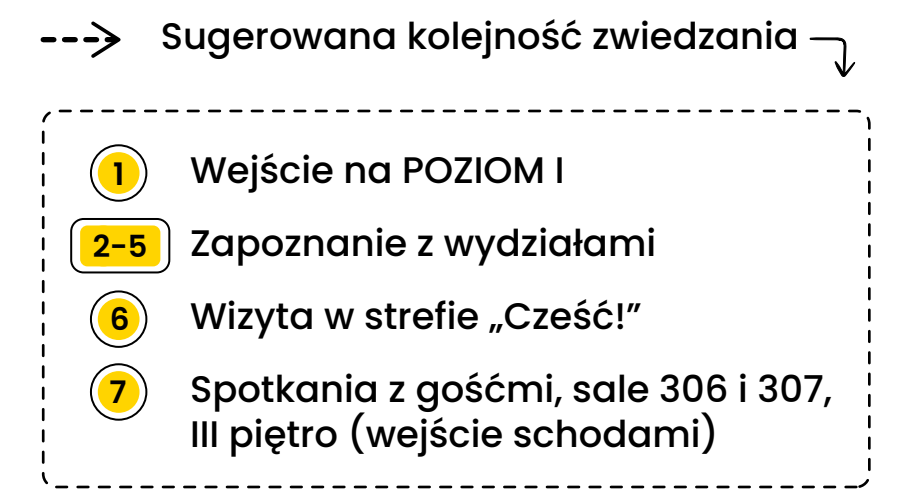 Sugerowana kolejność zwiedzania
1 Wejście na POZIOM I
2-5 Zapoznanie z wydziałami
6 Wizyta w strefie „Cześć!”
7 Spotkania z gośćmi, sale 306 i 307,
III piętro (wejście schodami)